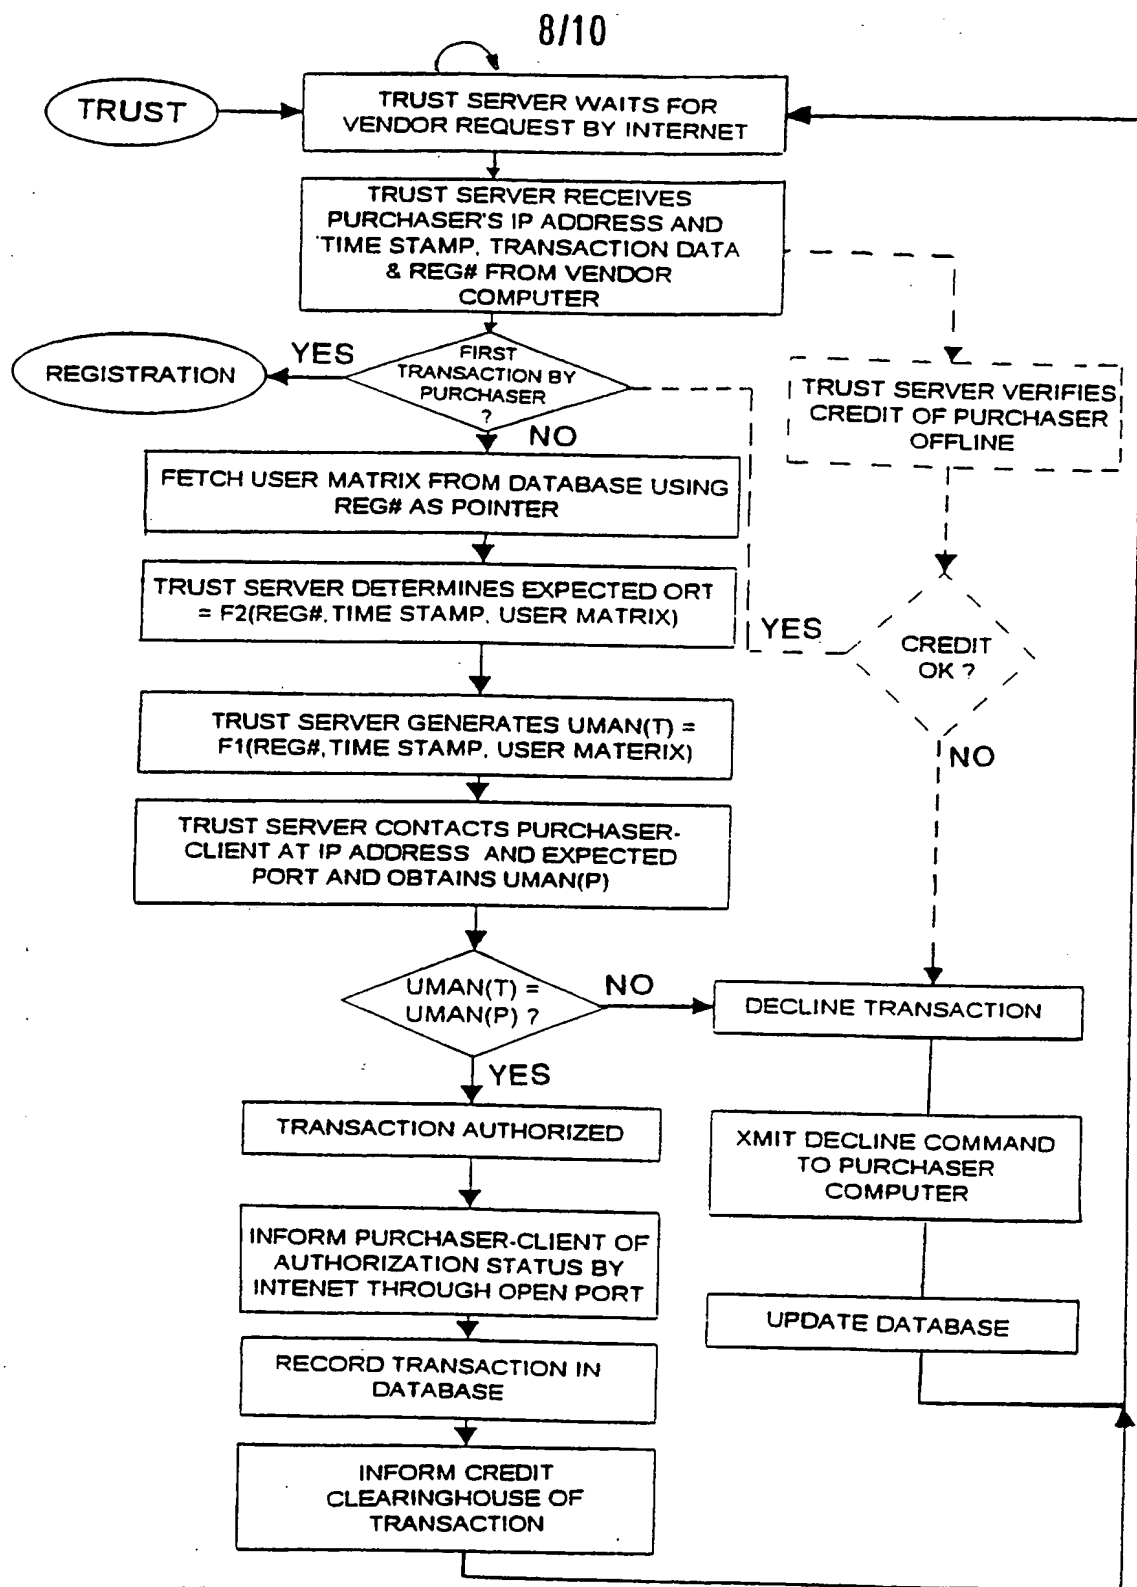 8/10
TRUST
TRUST SERVER WAITS FOR
VENDOR REQUEST BY INTERNET
TRUST SERVER RECEIVES
PURCHASER'S IP ADDRESS AND
TIME STAMP, TRANSACTION DATA
& REG# FROM VENDOR
COMPUTER
REGISTRATION
YES
FIRST
TRANSACTION BY
PURCHASER
?
NO
TRUST SERVER VERIFIES
CREDIT OF PURCHASER
OFFLINE
FETCH USER MATRIX FROM DATABASE USING
REG# AS POINTER
TRUST SERVER DETERMINES EXPECTED ORT
= F2(REG#, TIME STAMP, USER MATRIX)
YES
CREDIT
OK ?
NO
TRUST SERVER GENERATES UMAN(T) =
F1(REG#, TIME STAMP, USER MATERIX)
TRUST SERVER CONTACTS PURCHASER-
CLIENT AT IP ADDRESS AND EXPECTED
PORT AND OBTAINS UMAN(P)
UMAN(T) =
UMAN(P) ?
NO
DECLINE TRANSACTION
YES
TRANSACTION AUTHORIZED
XMIT DECLINE COMMAND
TO PURCHASER
COMPUTER
INFORM PURCHASER-CLIENT OF
AUTHORIZATION STATUS BY
INTENET THROUGH OPEN PORT
UPDATE DATABASE
RECORD TRANSACTION IN
DATABASE
INFORM CREDIT
CLEARINGHOUSE OF
TRANSACTION